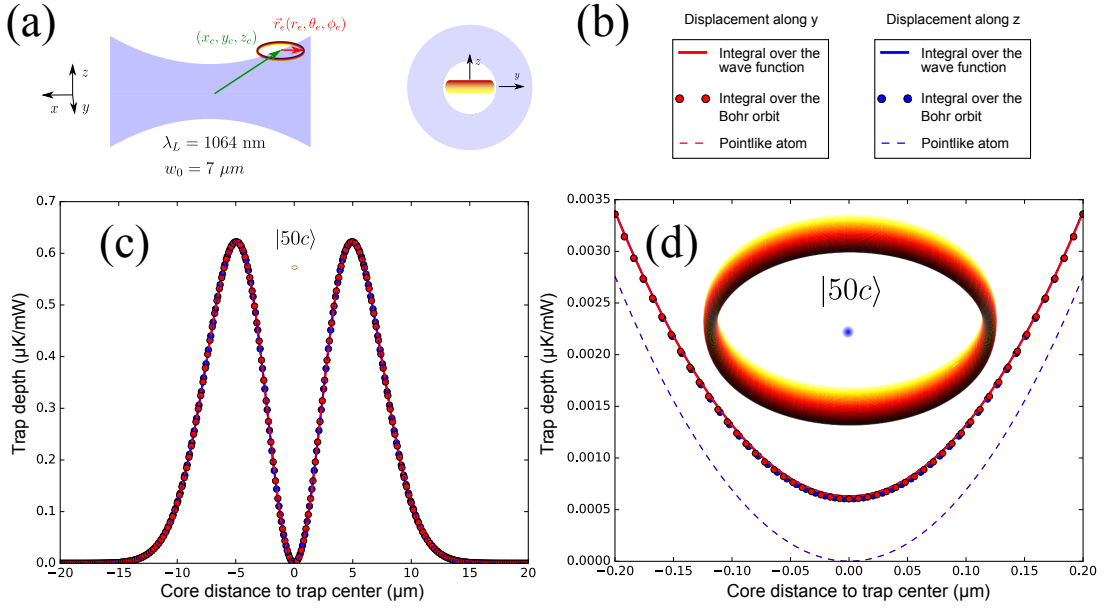 (a)
(x_c, y_c, z_c)
r⃗_e(r_e, θ_e, ϕ_e)
z
x
y
λ_L = 1064 nm
w_0 = 7 μm
z
y
(b)
Displacement along y
Integral over the
wave function
Integral over the
Bohr orbit
Pointlike atom
Displacement along z
Integral over the
wave function
Integral over the
Bohr orbit
Pointlike atom
(c)
|50c⟩
Trap depth (μK/mW)
0.7
0.6
0.5
0.4
0.3
0.2
0.1
0.0
−20 −15 −10 −5 0 5 10 15 20
Core distance to trap center (μm)
(d)
|50c⟩
Trap depth (μK/mW)
0.0035
0.0030
0.0025
0.0020
0.0015
0.0010
0.0005
0.0000
−0.20 −0.15 −0.10 −0.05 0.00 0.05 0.10 0.15 0.20
Core distance to trap center (μm)